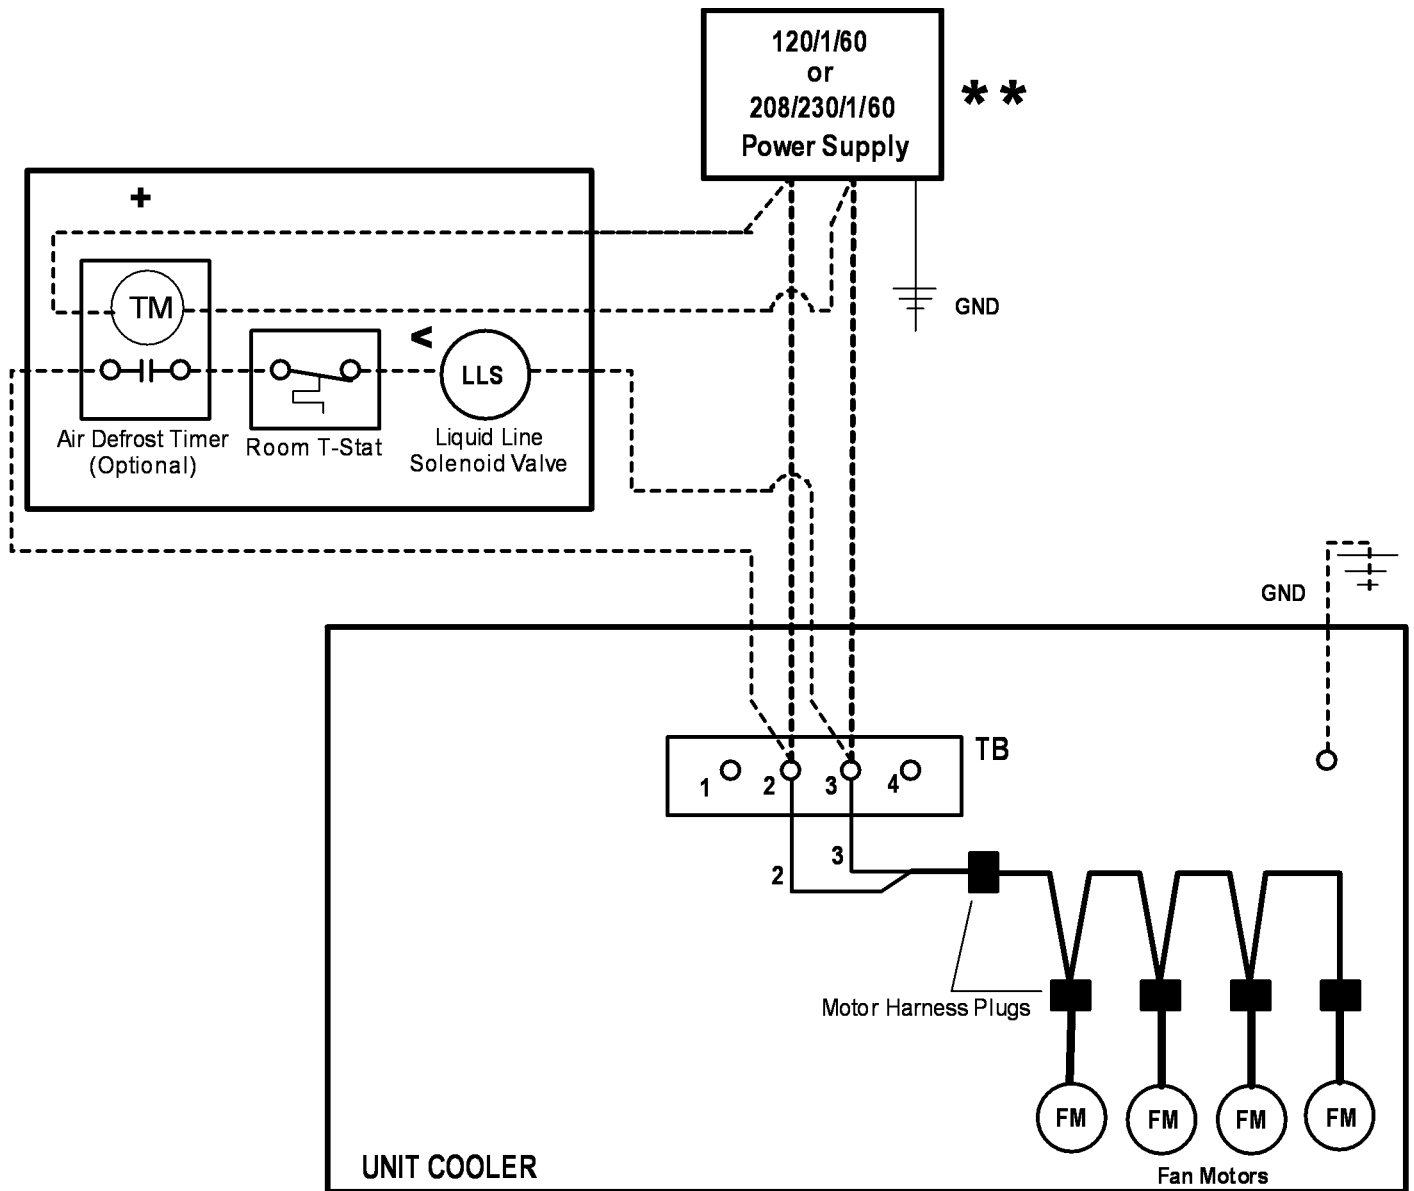 120/1/60
or
208/230/1/60
Power Supply
**
+
GND
TM
<
LLS
Air Defrost Timer
(Optional)
Room T-Stat
Liquid Line
Solenoid Valve
GND
TB
1
2
3
4
2
3
Motor Harness Plugs
FM
FM
FM
FM
UNIT COOLER
Fan Motors